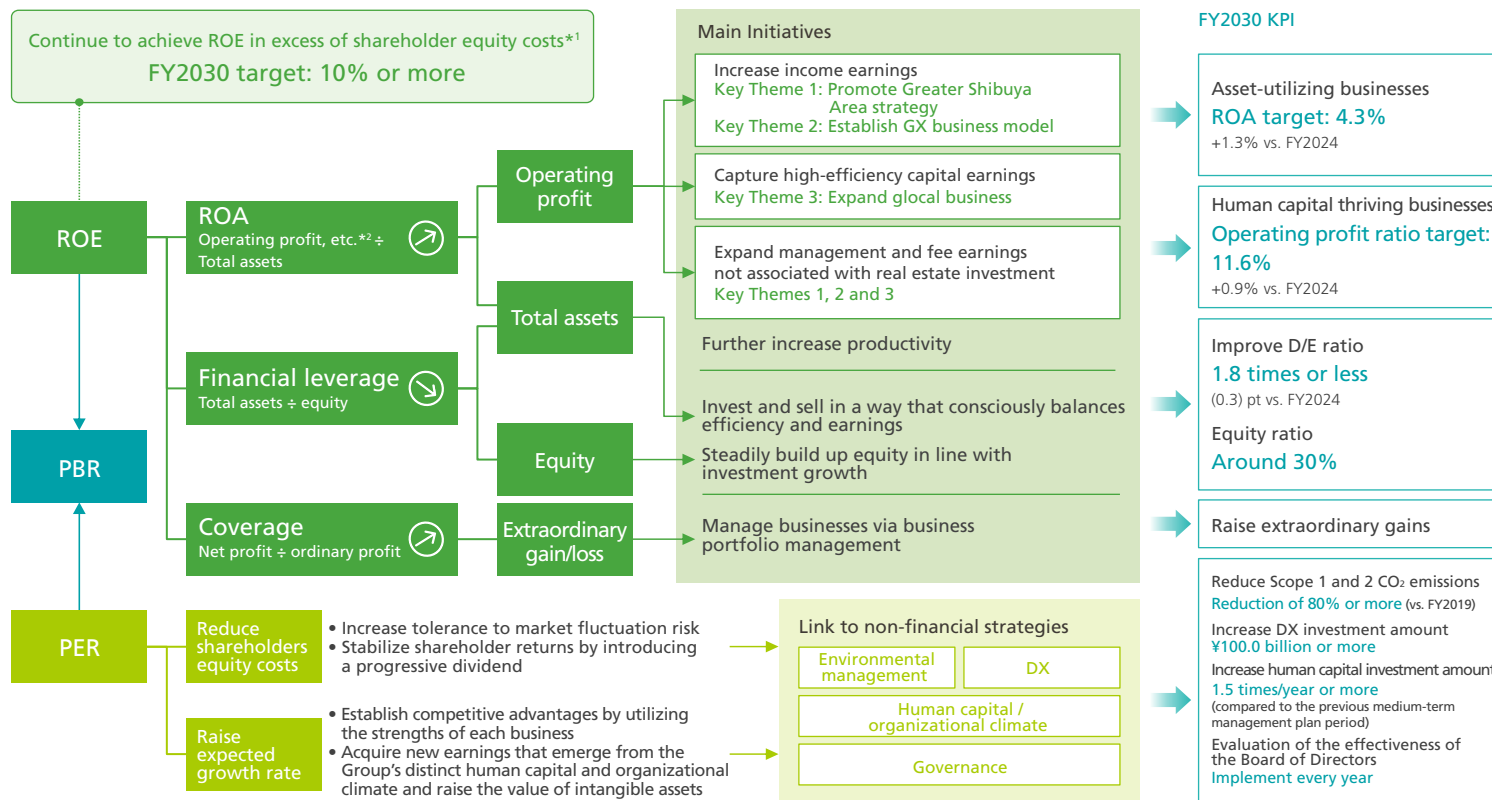 Continue to achieve ROE in excess of shareholder equity costs*1
FY2030 target: 10% or more
ROE
PBR
PER
ROA
Operating profit, etc.*2 ÷
Total assets
Financial leverage
Total assets ÷ equity
Coverage
Net profit ÷ ordinary profit
Operating
profit
Total assets
Equity
Extraordinary
gain/loss
Main Initiatives
Increase income earnings
Key Theme 1: Promote Greater Shibuya
Area strategy
Key Theme 2: Establish GX business model
Capture high-efficiency capital earnings
Key Theme 3: Expand glocal business
Expand management and fee earnings
not associated with real estate investment
Key Themes 1, 2 and 3
Further increase productivity
Invest and sell in a way that consciously balances
efficiency and earnings
Steadily build up equity in line with
investment growth
Manage businesses via business
portfolio management
Reduce
shareholders
equity costs
• Increase tolerance to market fluctuation risk
• Stabilize shareholder returns by introducing
a progressive dividend
Raise
expected
growth rate
• Establish competitive advantages by utilizing
the strengths of each business
• Acquire new earnings that emerge from the
Group's distinct human capital and organizational
climate and raise the value of intangible assets
Link to non-financial strategies
Environmental
management
DX
Human capital /
organizational climate
Governance
FY2030 KPI
Asset-utilizing businesses
ROA target: 4.3%
+1.3% vs. FY2024
Human capital thriving businesses
Operating profit ratio target:
11.6%
+0.9% vs. FY2024
Improve D/E ratio
1.8 times or less
(0.3) pt vs. FY2024
Equity ratio
Around 30%
Raise extraordinary gains
Reduce Scope 1 and 2 CO₂ emissions
Reduction of 80% or more (vs. FY2019)
Increase DX investment amount
¥100.0 billion or more
Increase human capital investment amount
1.5 times/year or more
(compared to the previous medium-term
management plan period)
Evaluation of the effectiveness of
the Board of Directors
Implement every year